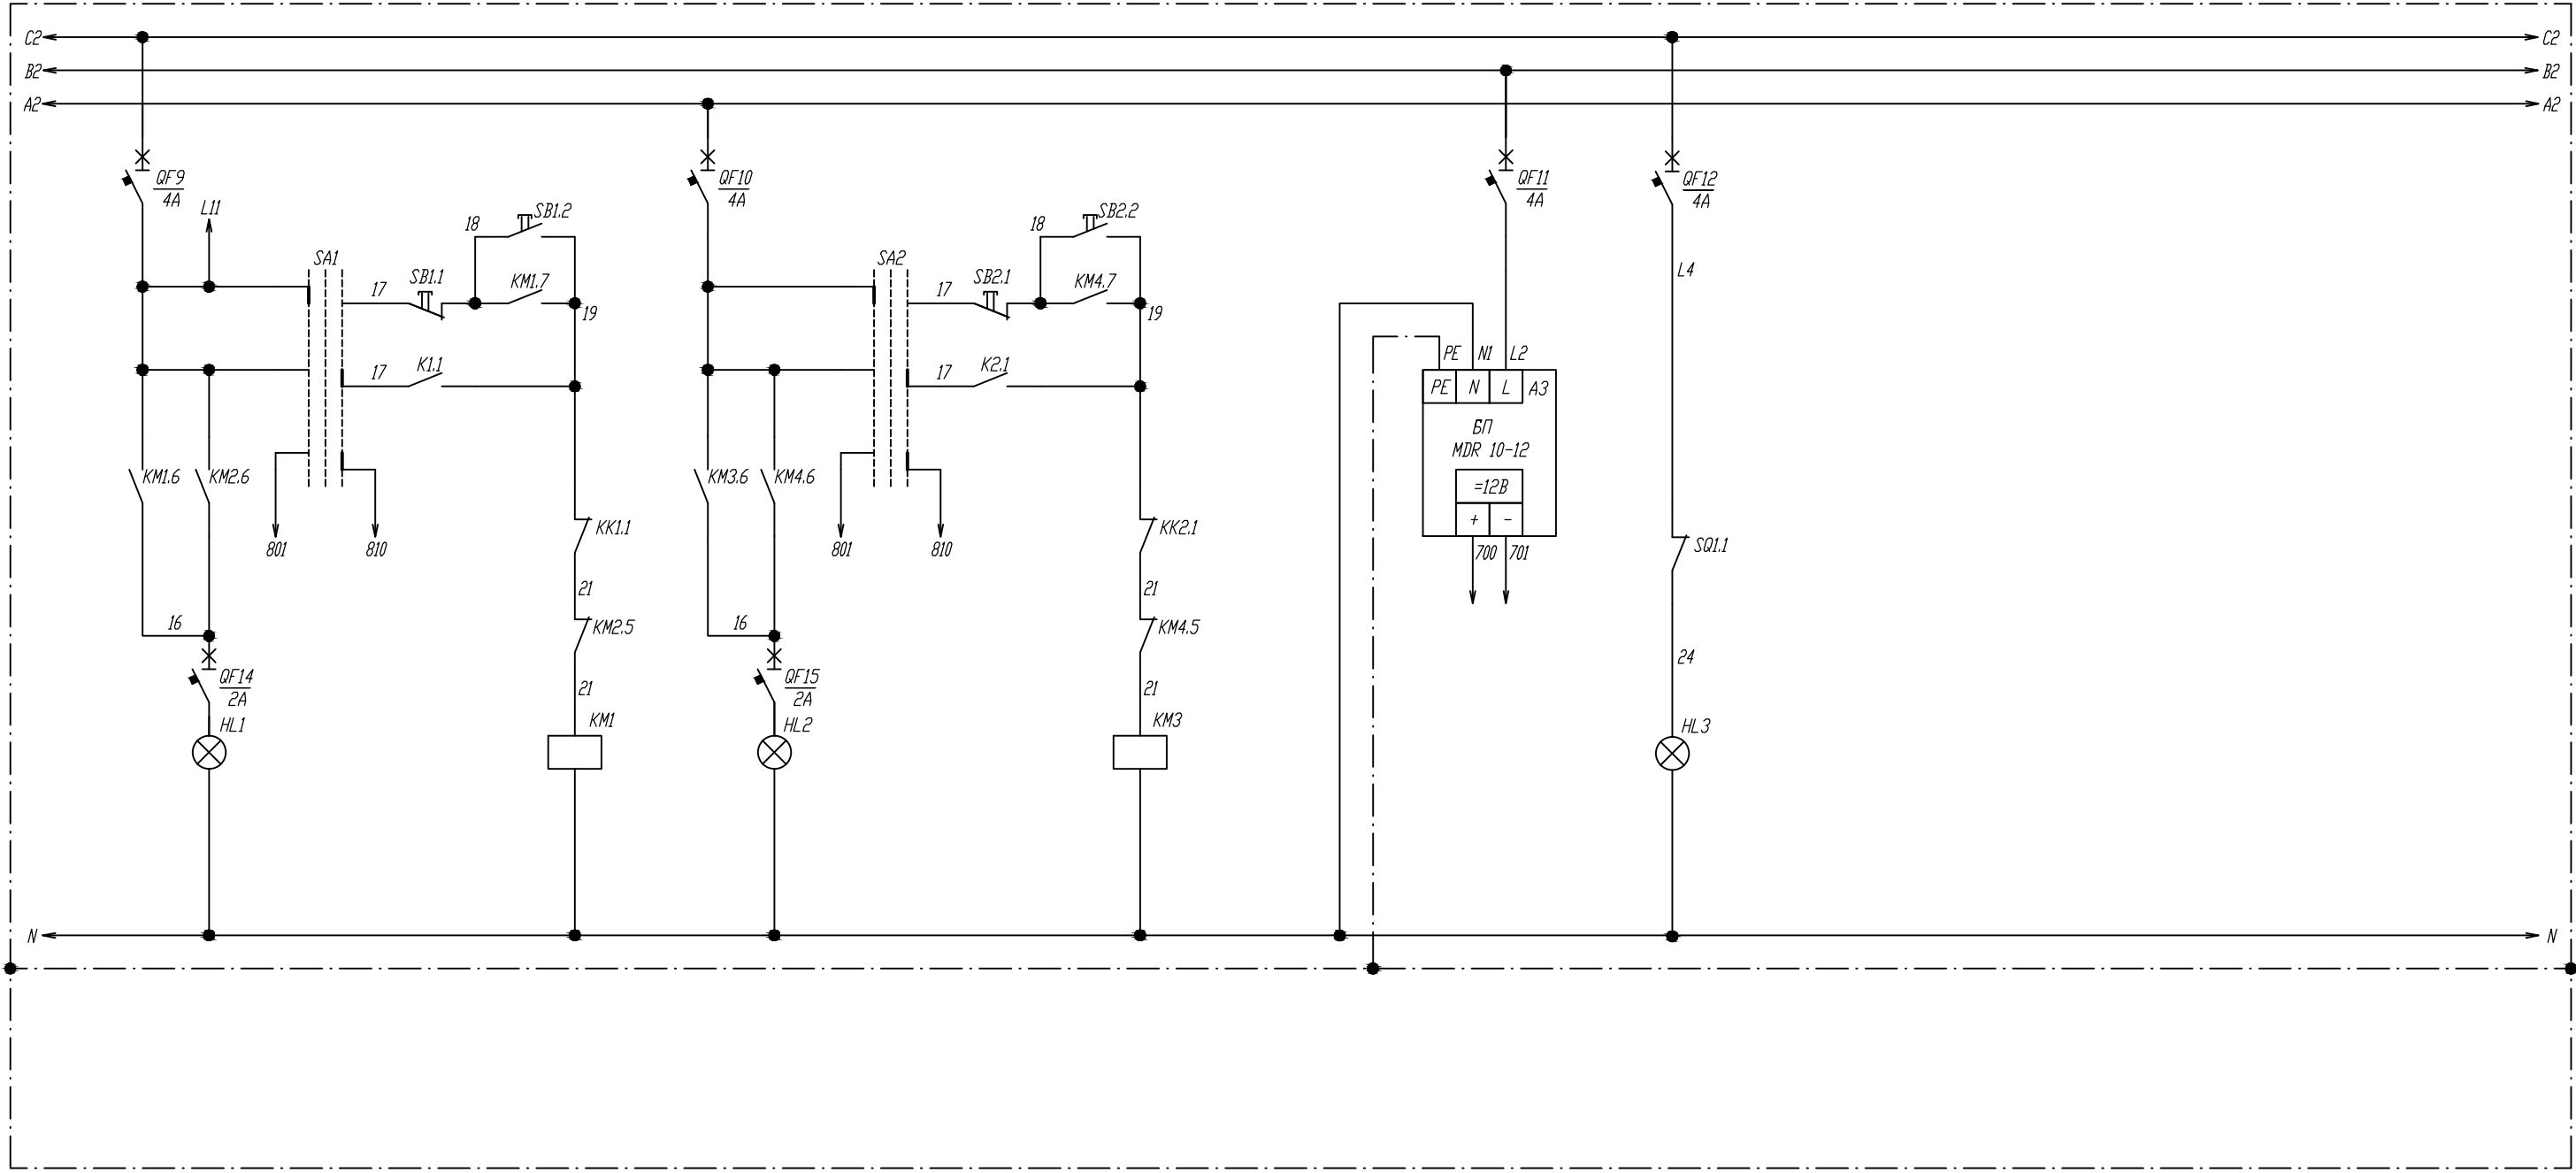 C2 C2
B2 B2
A2 A2
QF9 QF10 QF11 QF12
4A 4A 4A 4A
L11 18 SB1.2 18 SB2.2
SA1 SA2 L4
17 SB1.1 KM1.7 17 SB2.1 KM4.7
19 19
PE N1 L2
17 K1.1 17 K2.1
PE N L A3
БП
MDR 10-12
KM1.6 KM2.6 KM3.6 KM4.6
=12В
+ -
KK1.1 KK2.1
801 810 801 810 700 701 SQ1.1
21 21
16 KM2.5 16 KM4.5
24
QF14 21 QF15 21
2A 2A
HL1 KM1 HL2 KM3 HL3
N N